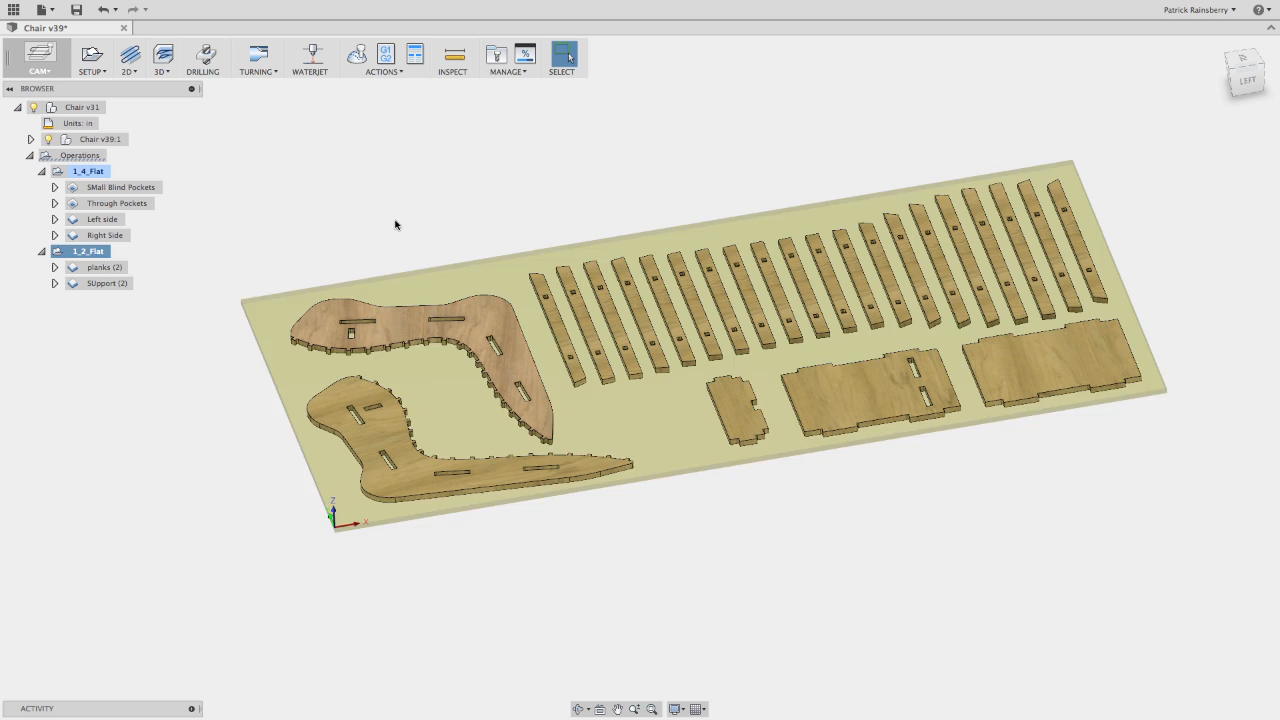 Patrick Rainsberry
Chair v39*
G1
G2
%
CAM
SETUP
2D
3D
DRILLING
TURNING
WATERJET
ACTIONS
INSPECT
MANAGE
SELECT
LEFT
BROWSER
Chair v31
Units: in
Chair v39:1
Operations
1_4_Flat
SMall Blind Pockets
Through Pockets
Left side
Right Side
1_2_Flat
planks (2)
SUpport (2)
Z
X
ACTIVITY